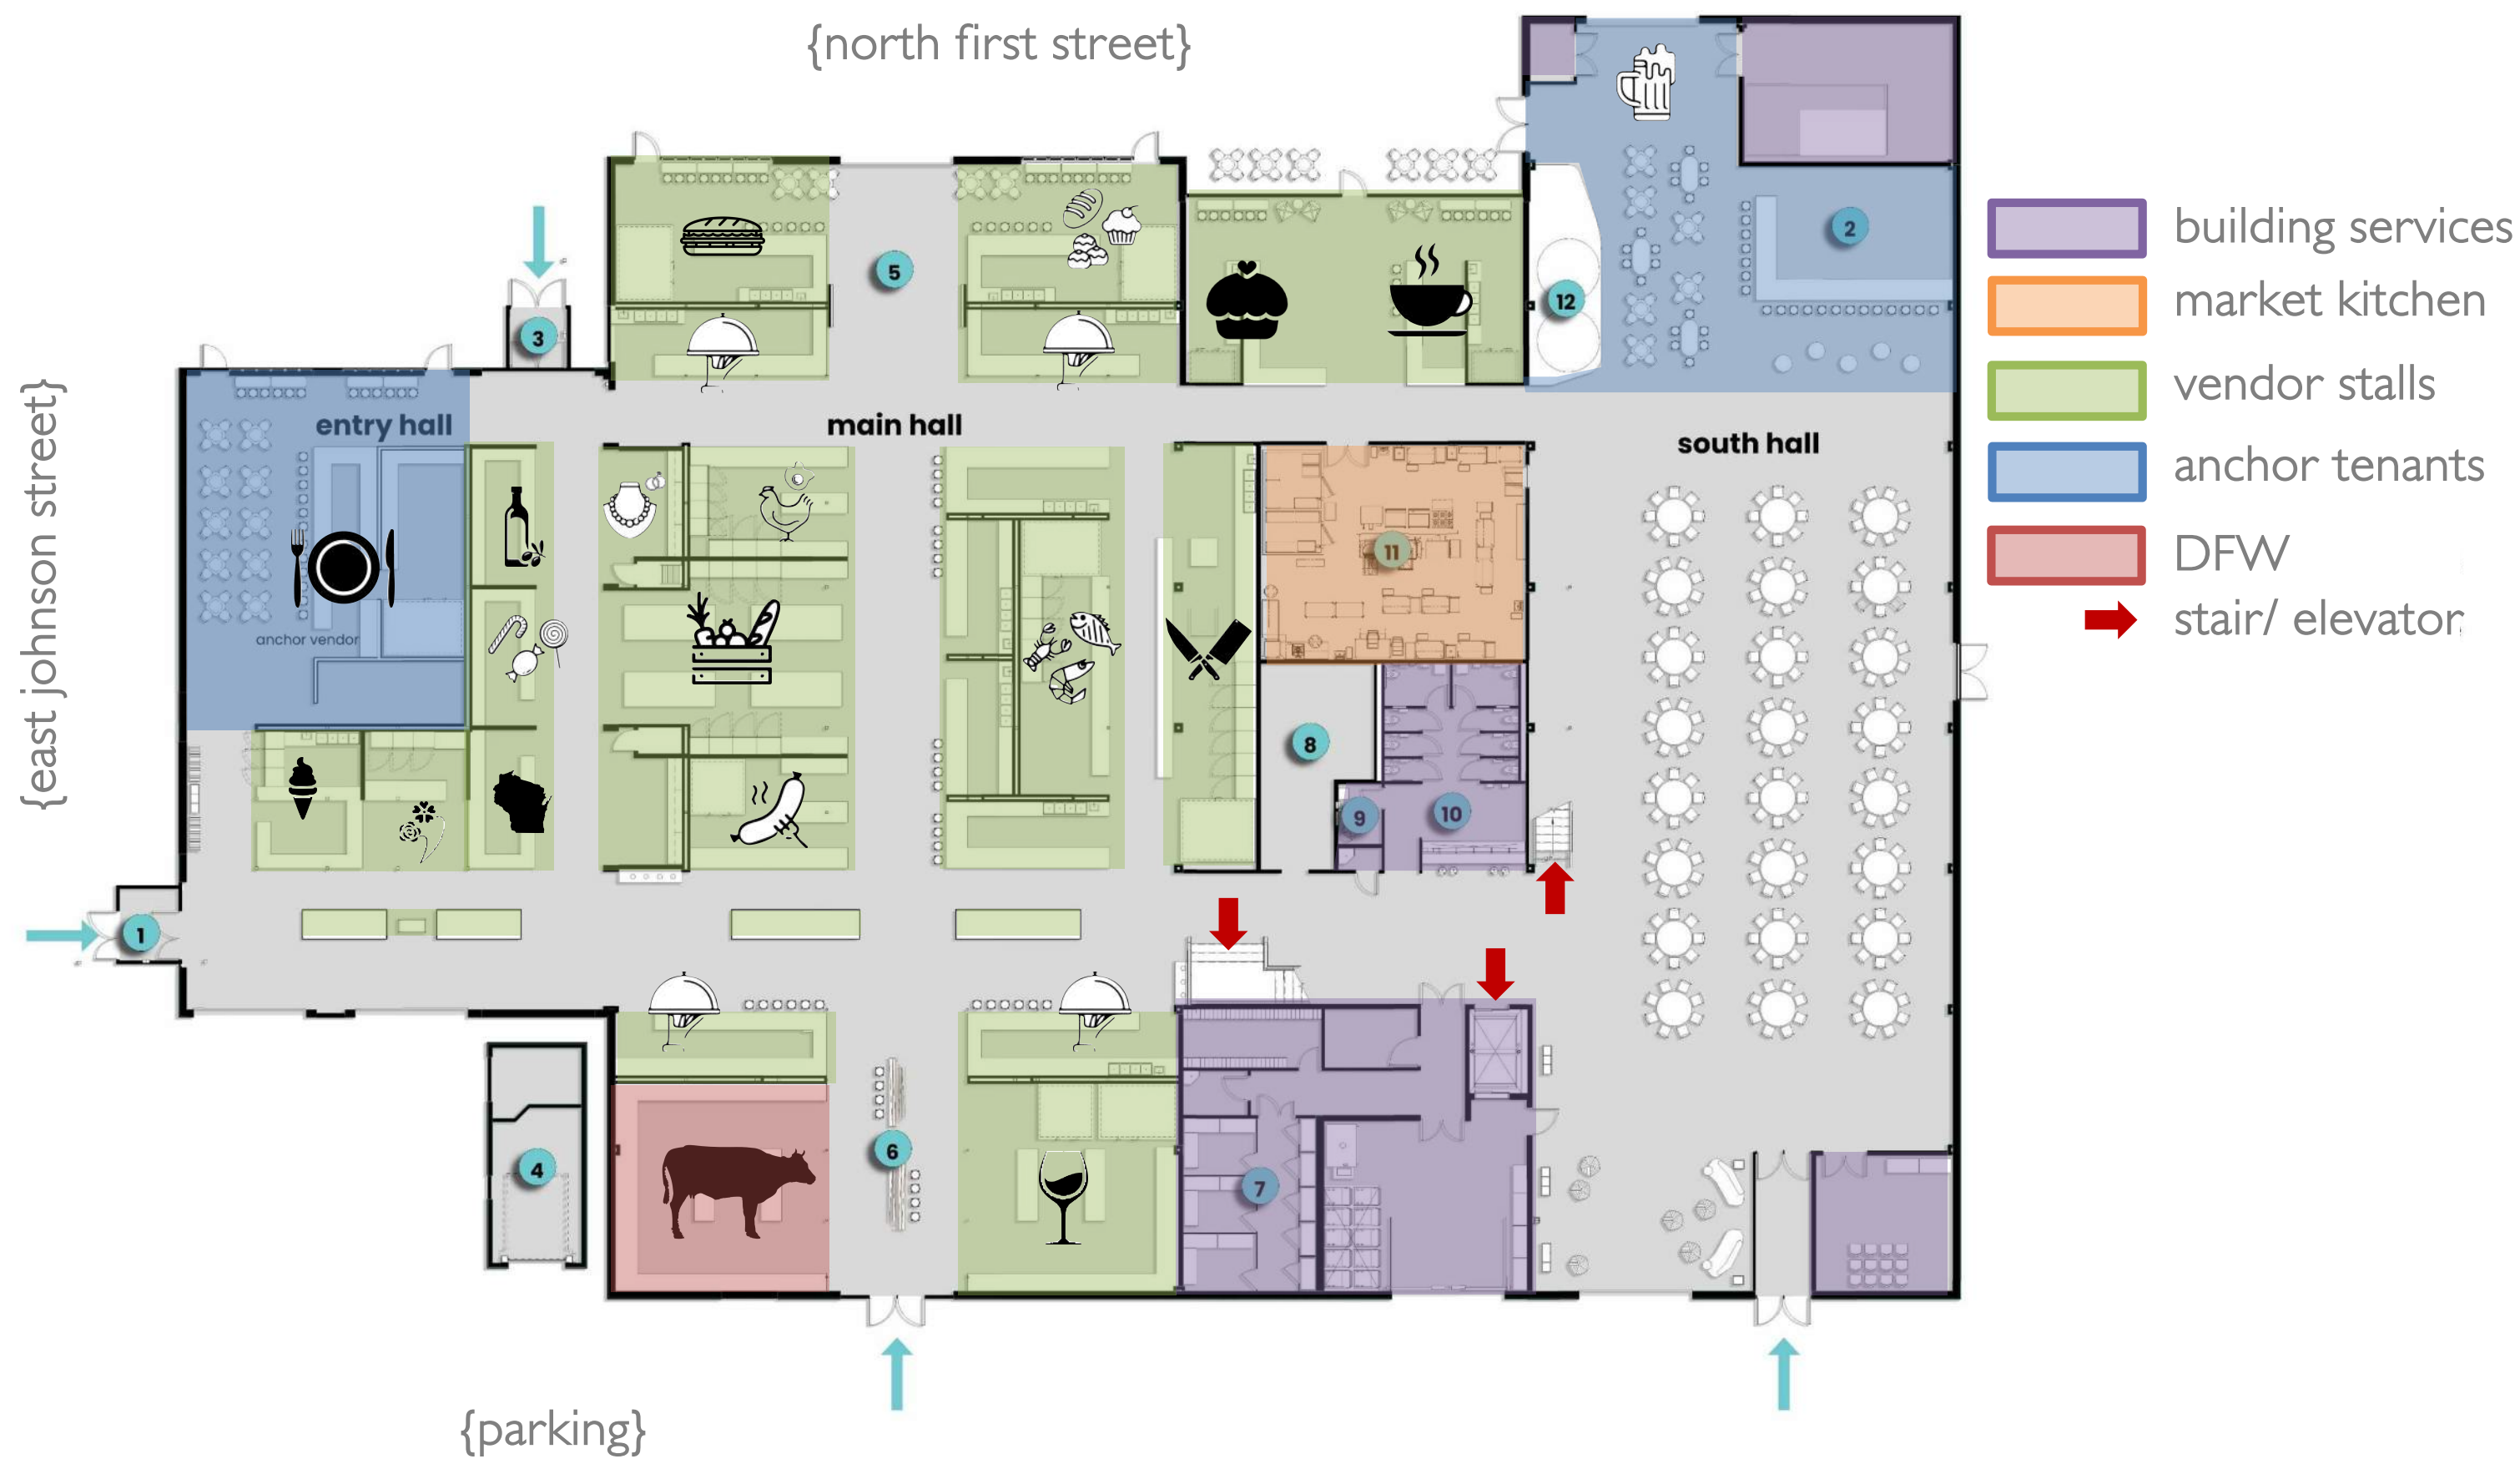 {north first street}
2
building services
market kitchen
vendor stalls
anchor tenants
DFW
stair/ elevator
5
12
3
{east johnson street}
entry hall
main hall
south hall
11
anchor vendor
8
9
10
1
6
4
7
{parking}